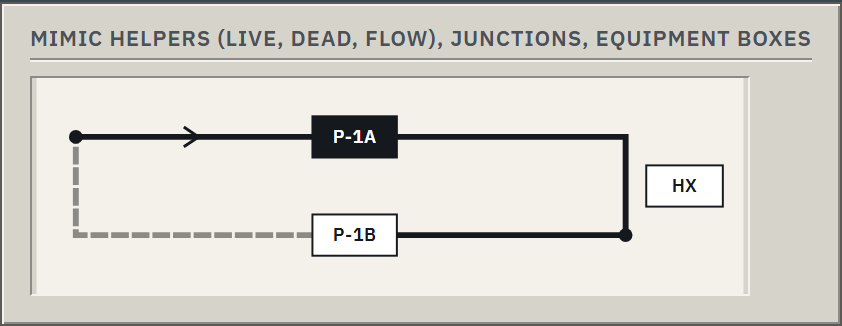 MIMIC HELPERS (LIVE, DEAD, FLOW), JUNCTIONS, EQUIPMENT BOXES
P-1A
HX
P-1B